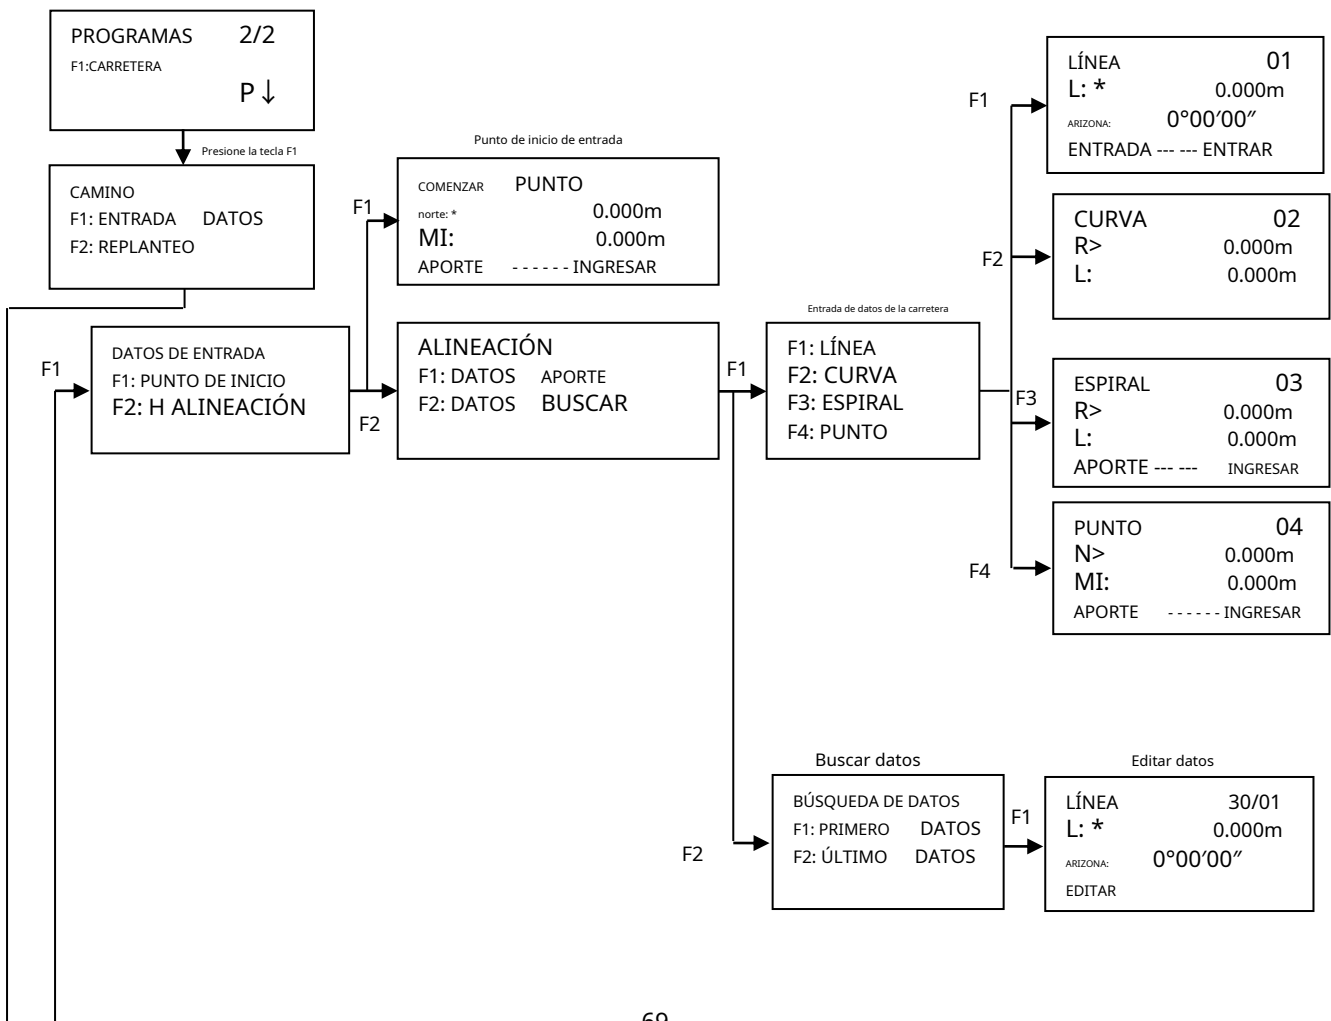 PROGRAMAS 2/2
F1:CARRETERA
P↓
Presione la tecla F1
CAMINO
F1: ENTRADA DATOS
F2: REPLANTEO
F1
DATOS DE ENTRADA
F1: PUNTO DE INICIO
F2: H ALINEACIÓN
F1
F2
Punto de inicio de entrada
COMENZAR PUNTO
norte: * 0.000m
MI: 0.000m
APORTE - - - - - - INGRESAR
ALINEACIÓN
F1: DATOS APORTE
F2: DATOS BUSCAR
F1
Entrada de datos de la carretera
F1: LÍNEA
F2: CURVA
F3: ESPIRAL
F4: PUNTO
F1
LÍNEA 01
L: * 0.000m
ARIZONA: 0°00′00″
ENTRADA --- --- ENTRAR
F2
CURVA 02
R> 0.000m
L: 0.000m
F3
ESPIRAL 03
R> 0.000m
L: 0.000m
APORTE --- --- INGRESAR
F4
PUNTO 04
N> 0.000m
MI: 0.000m
APORTE - - - - - - INGRESAR
F2
Buscar datos
BÚSQUEDA DE DATOS
F1: PRIMERO DATOS
F2: ÚLTIMO DATOS
F1
Editar datos
LÍNEA 30/01
L: * 0.000m
ARIZONA: 0°00′00″
EDITAR
69